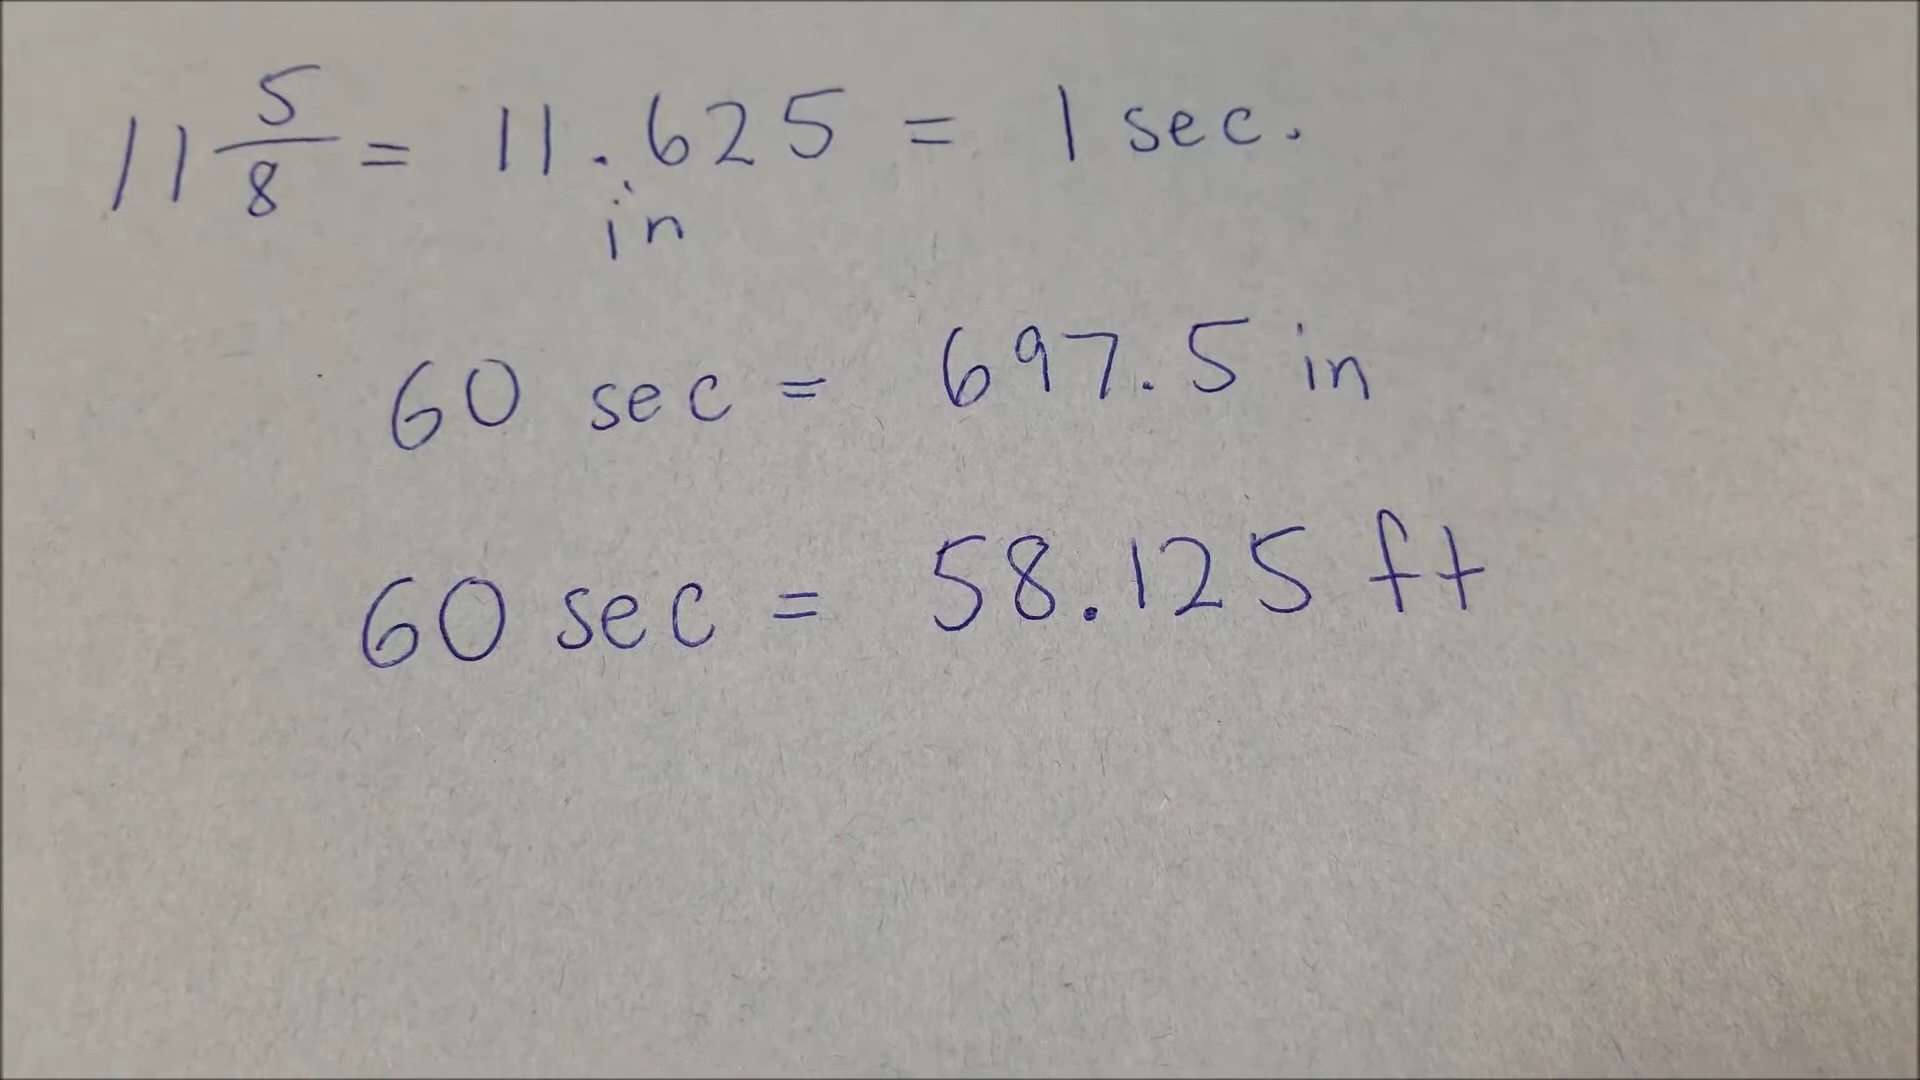 11 5/8 = 11.625 = 1 sec.
in
60 sec = 697.5 in
60 sec = 58.125 ft